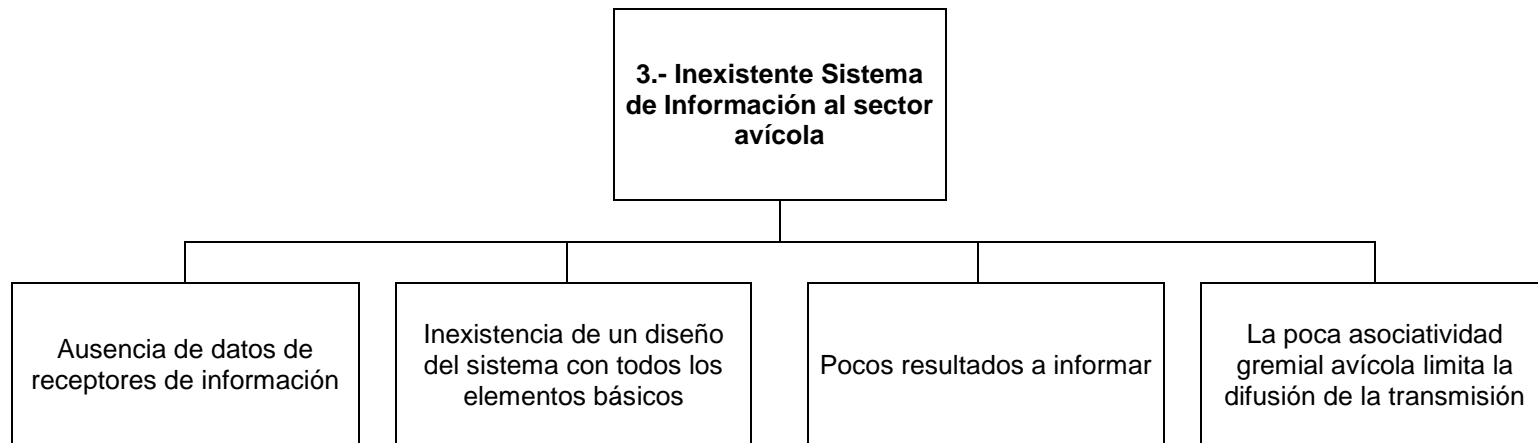 3.- Inexistente Sistema
de Información al sector
avícola
Ausencia de datos de
receptores de información
Inexistencia de un diseño
del sistema con todos los
elementos básicos
Pocos resultados a informar
La poca asociatividad
gremial avícola limita la
difusión de la transmisión